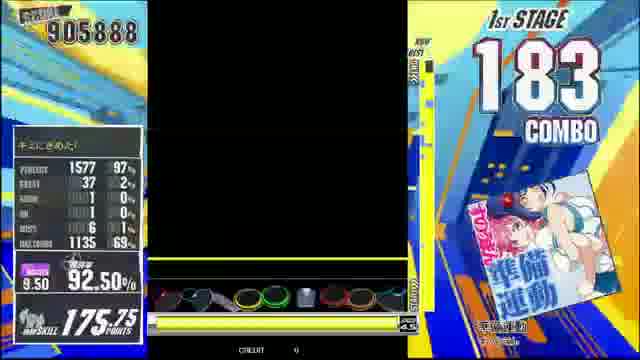 905888
1ST STAGE
183
COMBO
キミにきめた!
PERFECT 1577 97%
GREAT 37 2%
GOOD 1 0%
OK 1 0%
MISS 6 1%
MAX COMBO 1135 69%
MASTER
9.50 92.50%
SKILL 175.75 POINTS
準備
運動
CREDIT 0